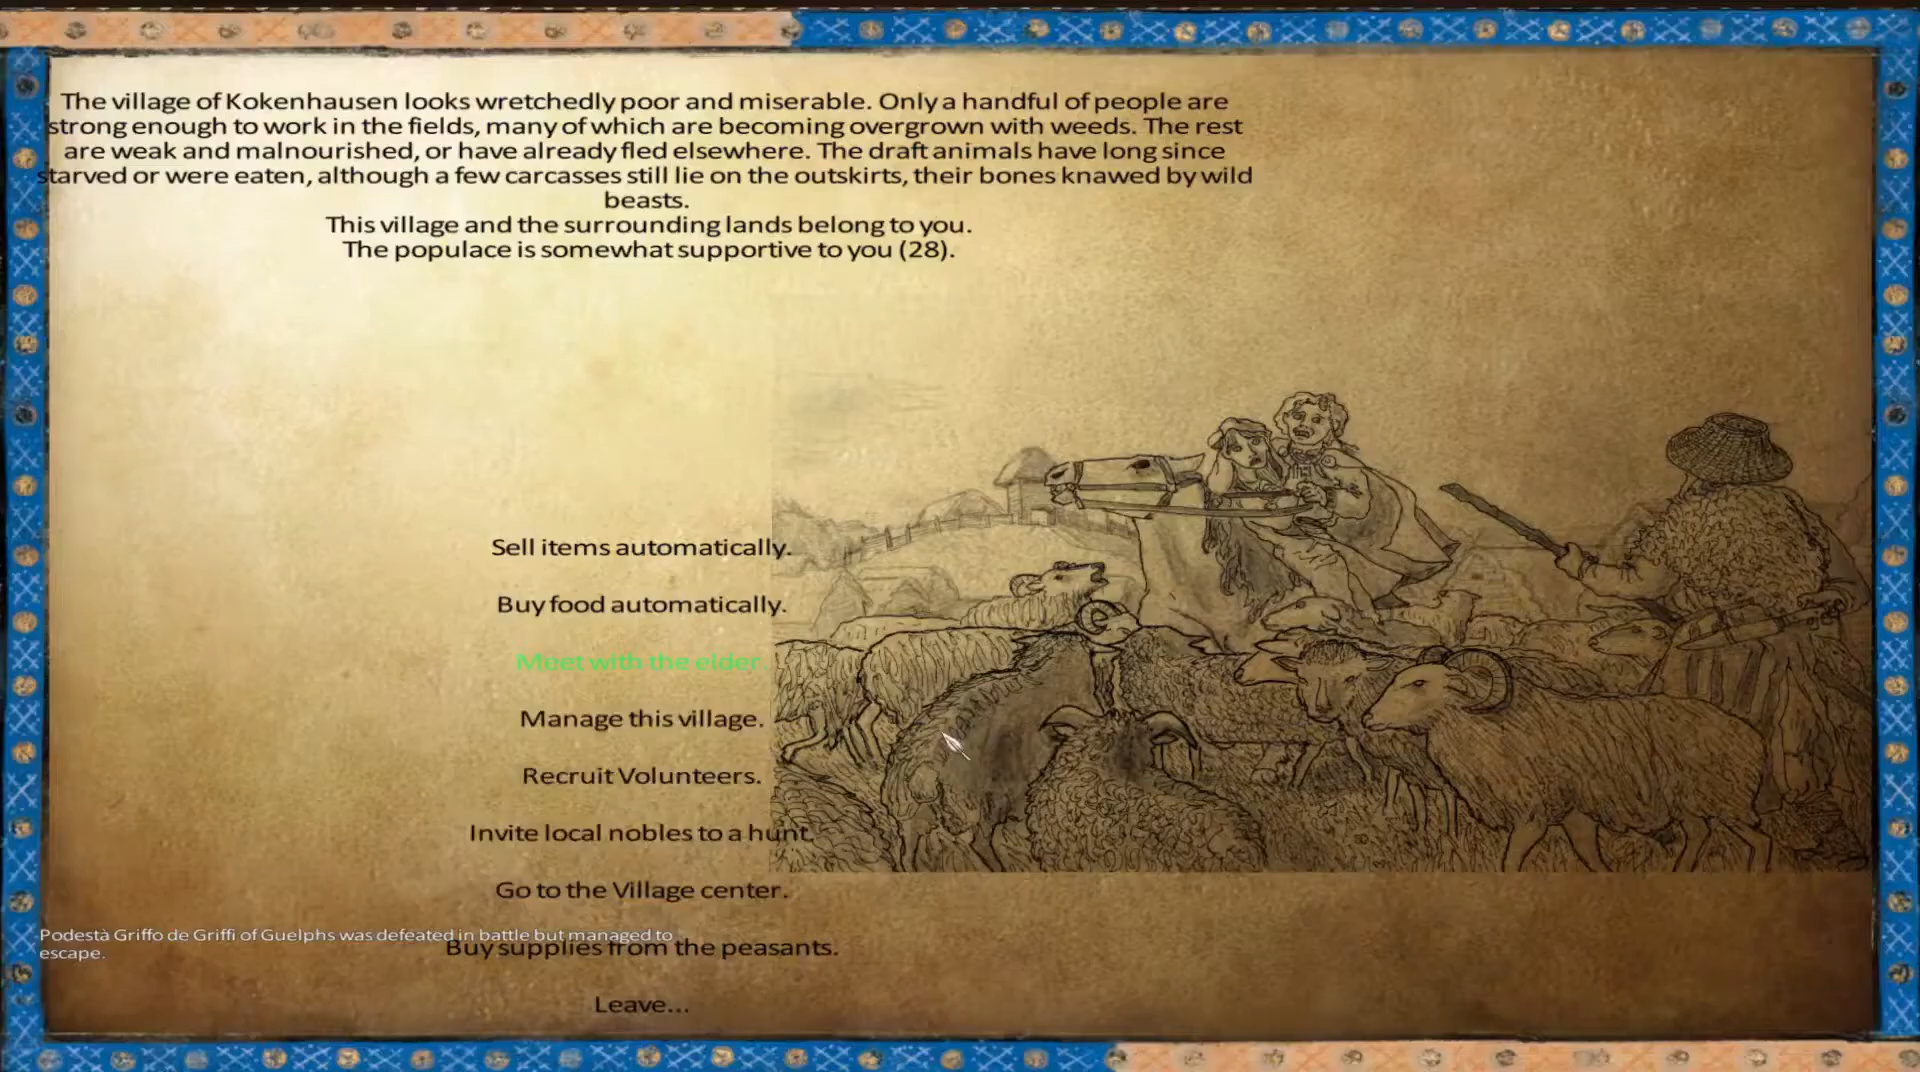 The village of Kokenhausen looks wretchedly poor and miserable. Only a handful of people are
strong enough to work in the fields, many of which are becoming overgrown with weeds. The rest
are weak and malnourished, or have already fled elsewhere. The draft animals have long since
starved or were eaten, although a few carcasses still lie on the outskirts, their bones knawed by wild
beasts.
This village and the surrounding lands belong to you.
The populace is somewhat supportive to you (28).
Sell items automatically.
Buy food automatically.
Meet with the elder.
Manage this village.
Recruit Volunteers.
Invite local nobles to a hunt.
Go to the Village center.
Podestà Griffo de Griffi of Guelphs was defeated in battle but managed to
escape.
Buy supplies from the peasants.
Leave...